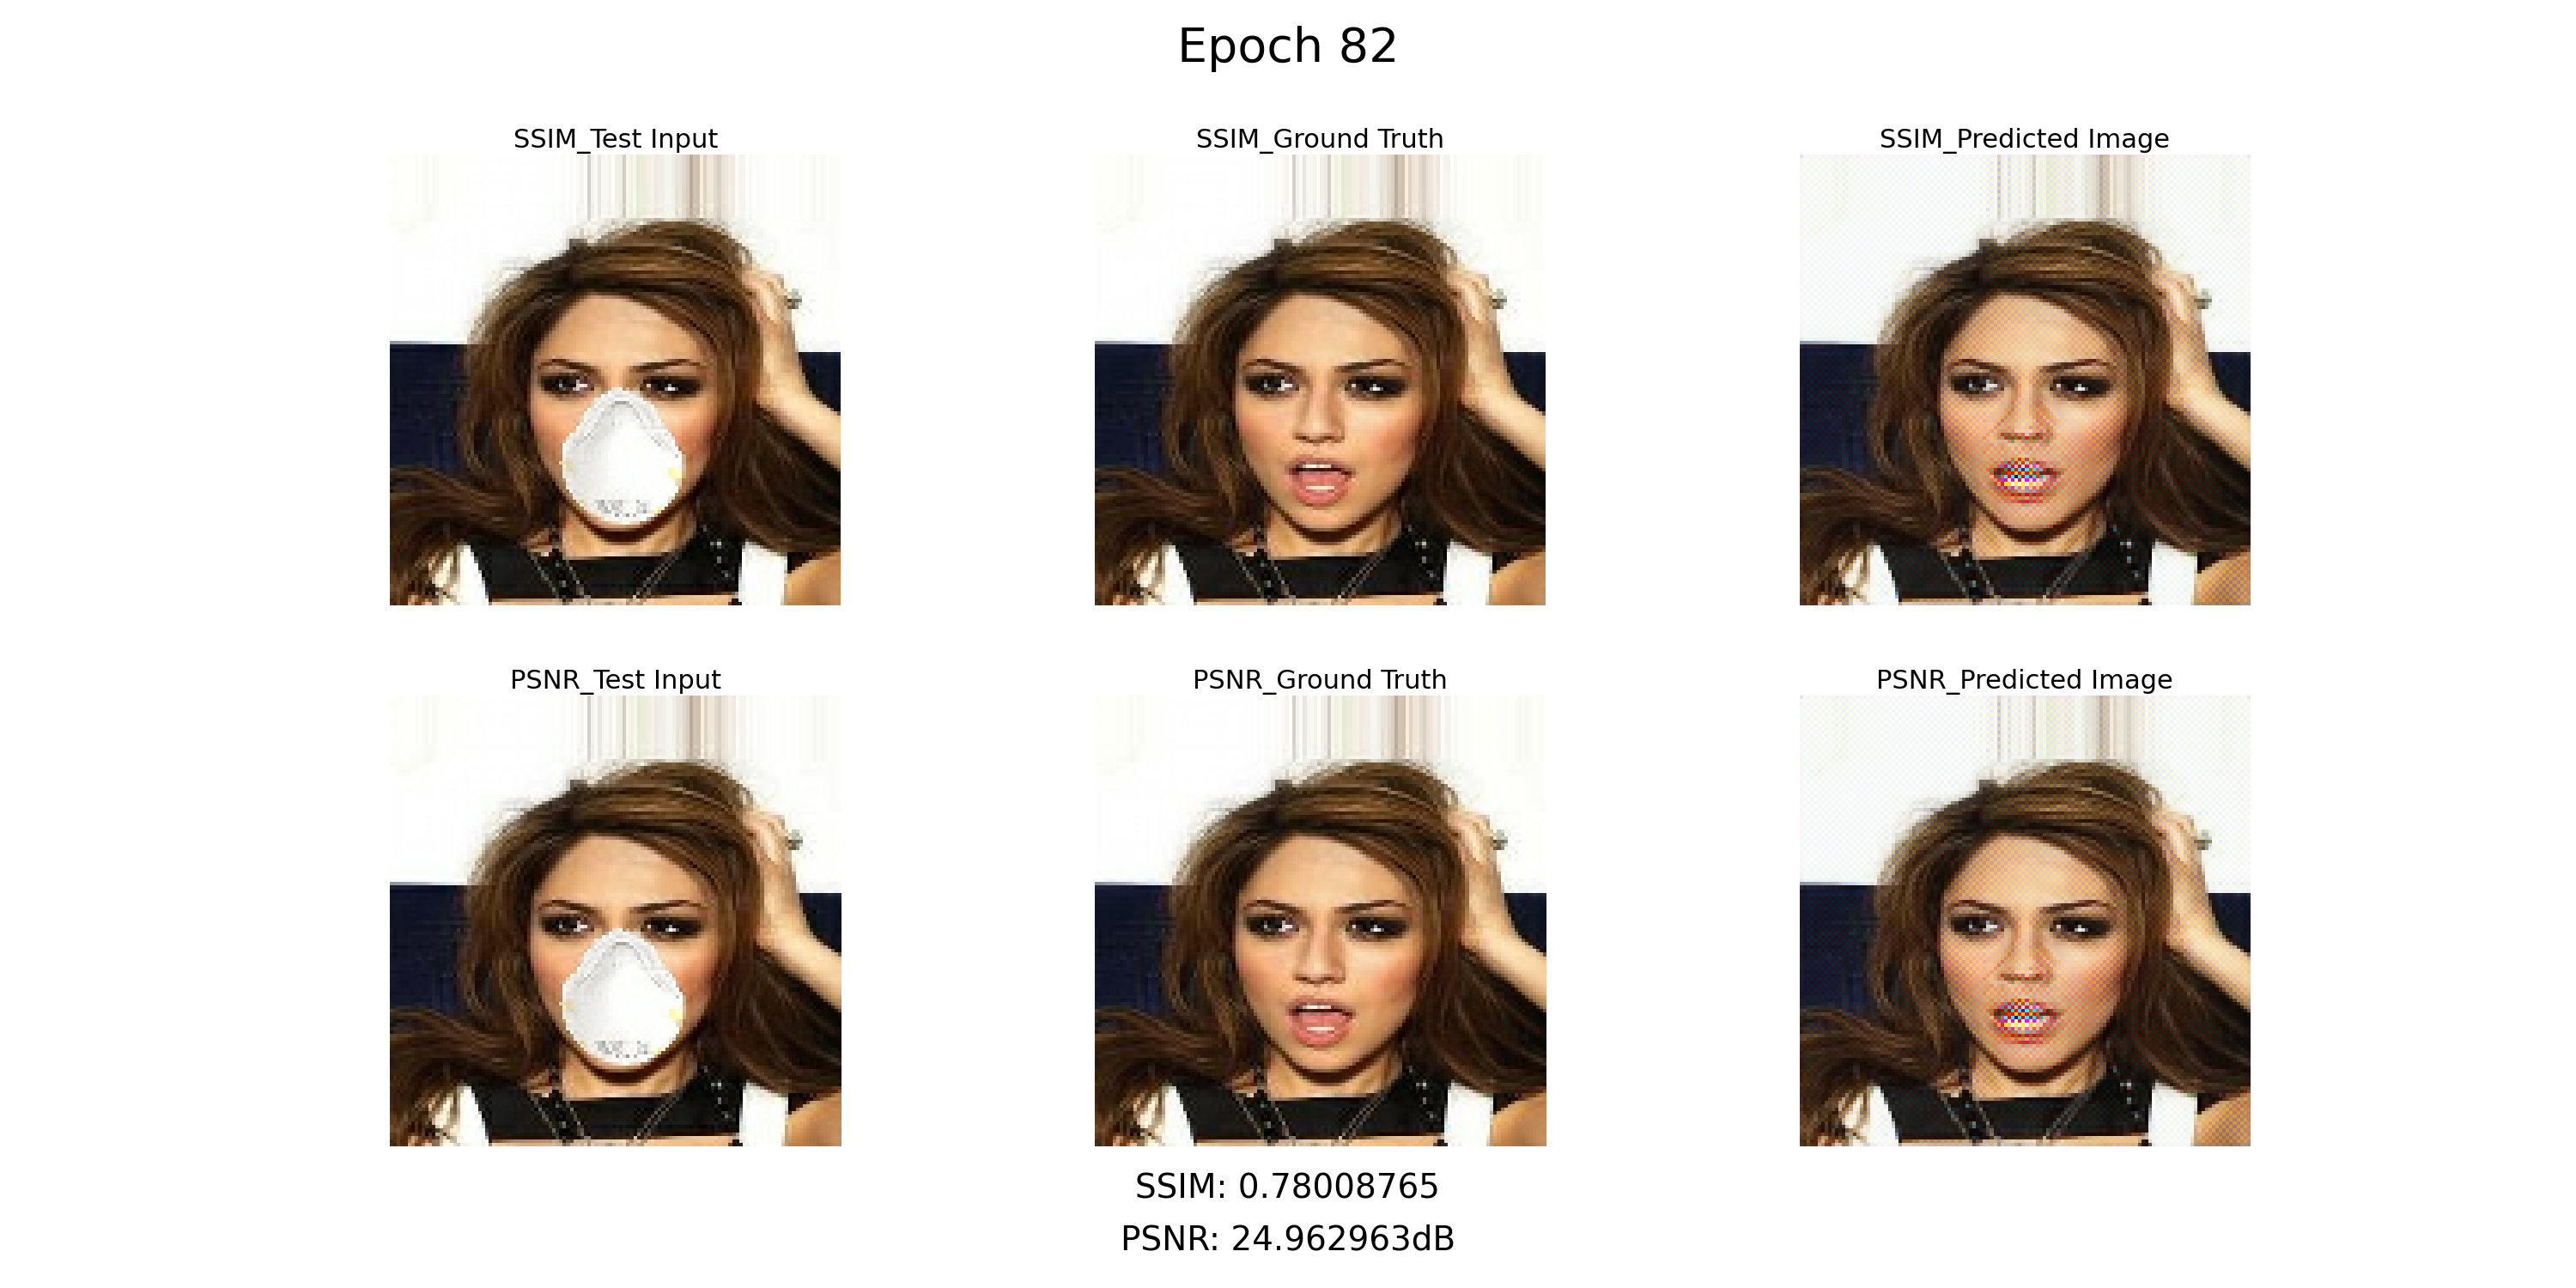 Epoch 82
SSIM_Test Input
SSIM_Ground Truth
SSIM_Predicted Image
PSNR_Test Input
PSNR_Ground Truth
PSNR_Predicted Image
SSIM: 0.78008765
PSNR: 24.962963dB